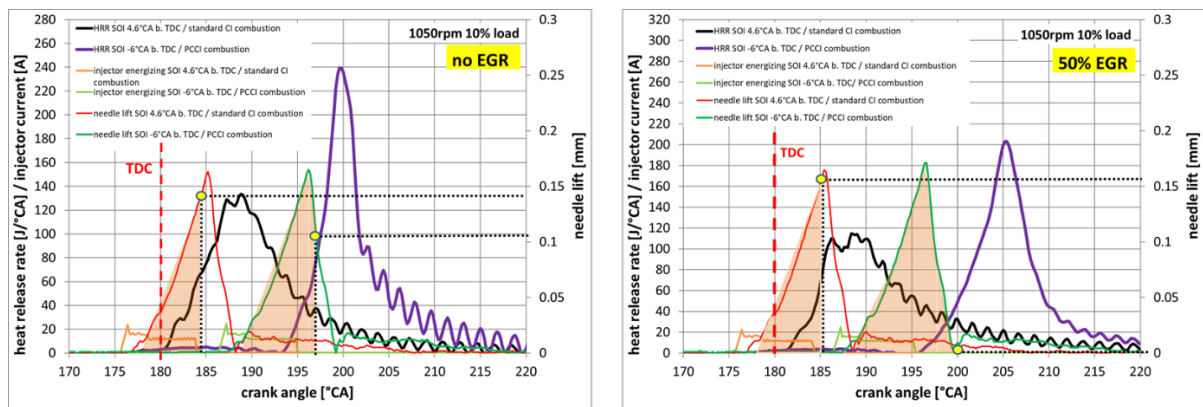 280
260
240
220
200
180
160
140
120
100
80
60
40
20
0
heat release rate [J/°CA] / injector current [A]
HRR SOI 4.6°CA b. TDC / standard CI combustion
HRR SOI -6°CA b. TDC / PCCI combustion
injector energizing SOI 4.6°CA b. TDC / standard CI
combustion
injector energizing SOI -6°CA b. TDC / PCCI combustion
needle lift SOI 4.6°CA b. TDC / standard CI combustion
needle lift SOI -6°CA b. TDC / PCCI combustion
1050rpm 10% load
no EGR
TDC
0.3
0.25
0.2
0.15
0.1
0.05
0
needle lift [mm]
170 175 180 185 190 195 200 205 210 215 220
crank angle [°CA]
320
300
280
260
240
220
200
180
160
140
120
100
80
60
40
20
0
heat release rate [J/°CA] / injector current [A]
HRR SOI 4.6°CA b. TDC / standard CI combustion
HRR SOI -6°CA b. TDC / PCCI combustion
injector energizing SOI 4.6°CA b. TDC / standard CI combustion
injector energizing SOI -6°CA b. TDC / PCCI combustion
needle lift SOI 4.6°CA b. TDC / standard CI combustion
needle lift SOI -6°CA b. TDC / PCCI combustion
1050rpm 10% load
50% EGR
TDC
0.3
0.25
0.2
0.15
0.1
0.05
0
needle lift [mm]
170 175 180 185 190 195 200 205 210 215 220
crank angle [°CA]